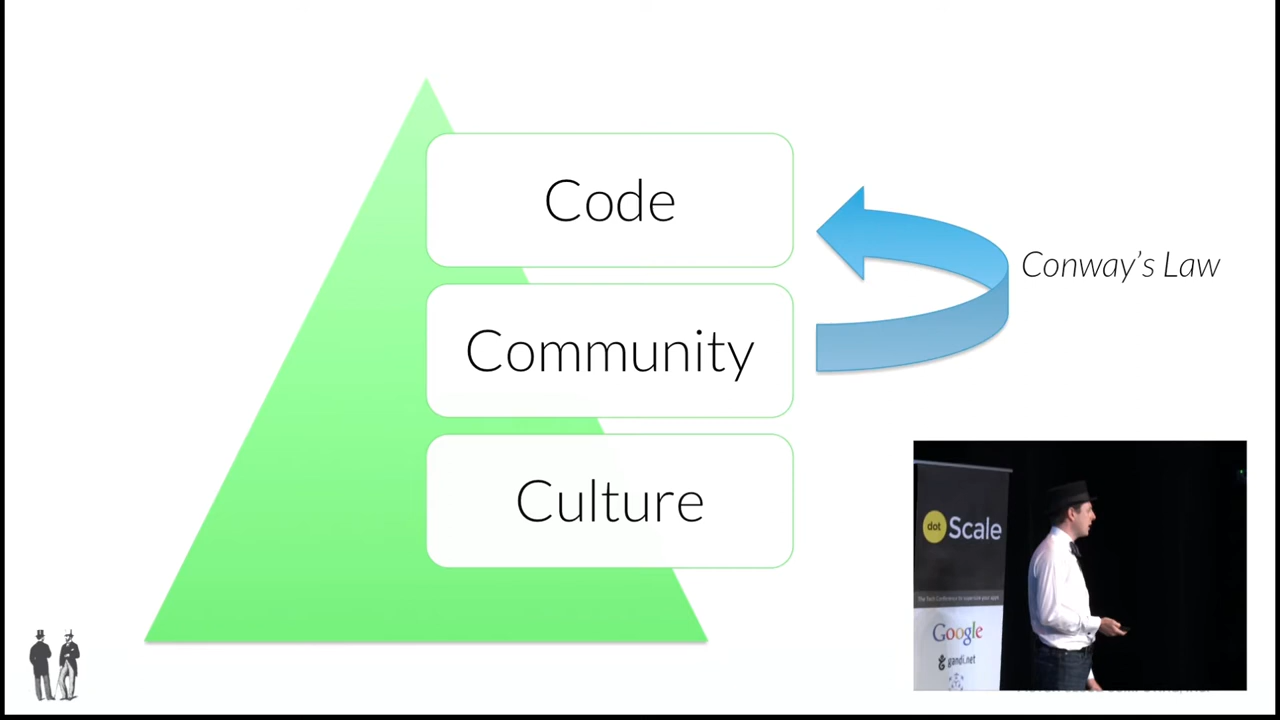 Code
Conway's Law
Community
Culture
dot Scale
Google
gandi.net